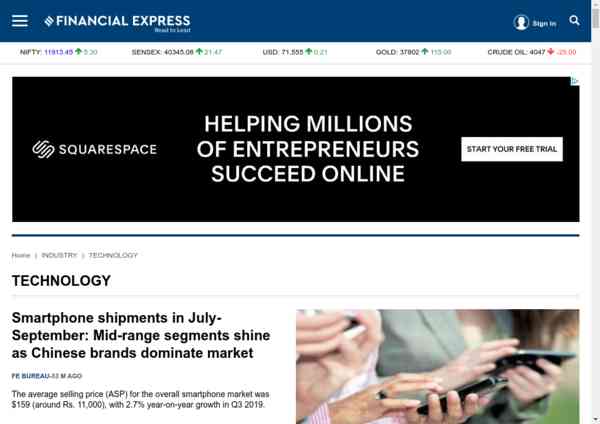 FINANCIAL EXPRESS
Read to Lead
Sign In
NIFTY: 11913.45 5.30 SENSEX: 40345.08 21.47 USD: 71.555 0.21 GOLD: 37802 115.00 CRUDE OIL: 4047 -25.00
SQUARESPACE
HELPING MILLIONS
OF ENTREPRENEURS
SUCCEED ONLINE
START YOUR FREE TRIAL
Home | INDUSTRY | TECHNOLOGY
TECHNOLOGY
Smartphone shipments in July-
September: Mid-range segments shine
as Chinese brands dominate market
FE BUREAU-53 M AGO
The average selling price (ASP) for the overall smartphone market was
$159 (around Rs. 11,000), with 2.7% year-on-year growth in Q3 2019.